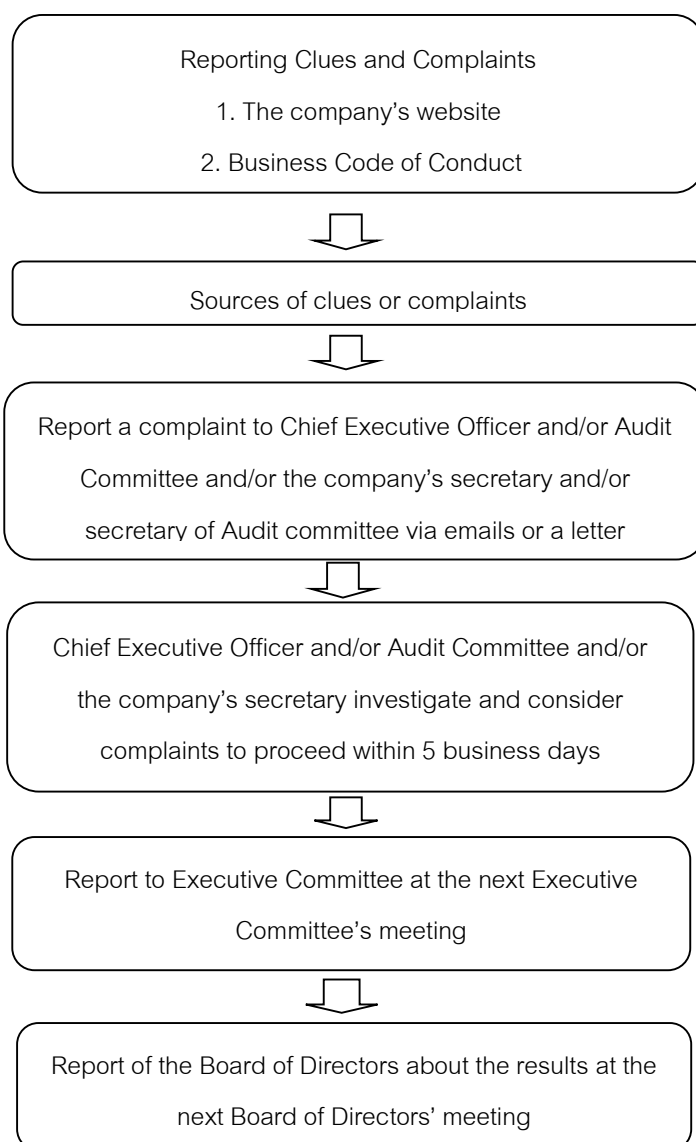 Reporting Clues and Complaints
1. The company’s website
2. Business Code of Conduct
Sources of clues or complaints
Report a complaint to Chief Executive Officer and/or Audit
Committee and/or the company’s secretary and/or
secretary of Audit committee via emails or a letter
Chief Executive Officer and/or Audit Committee and/or
the company’s secretary investigate and consider
complaints to proceed within 5 business days
Report to Executive Committee at the next Executive
Committee’s meeting
Report of the Board of Directors about the results at the
next Board of Directors’ meeting